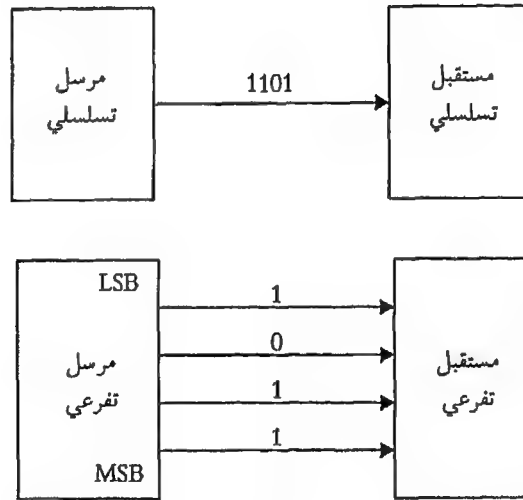 مرسل
تسلسلي
1101
مستقبل
تسلسلي
LSB
مرسل
تفرعي
MSB
1
0
1
1
مستقبل
تفرعي